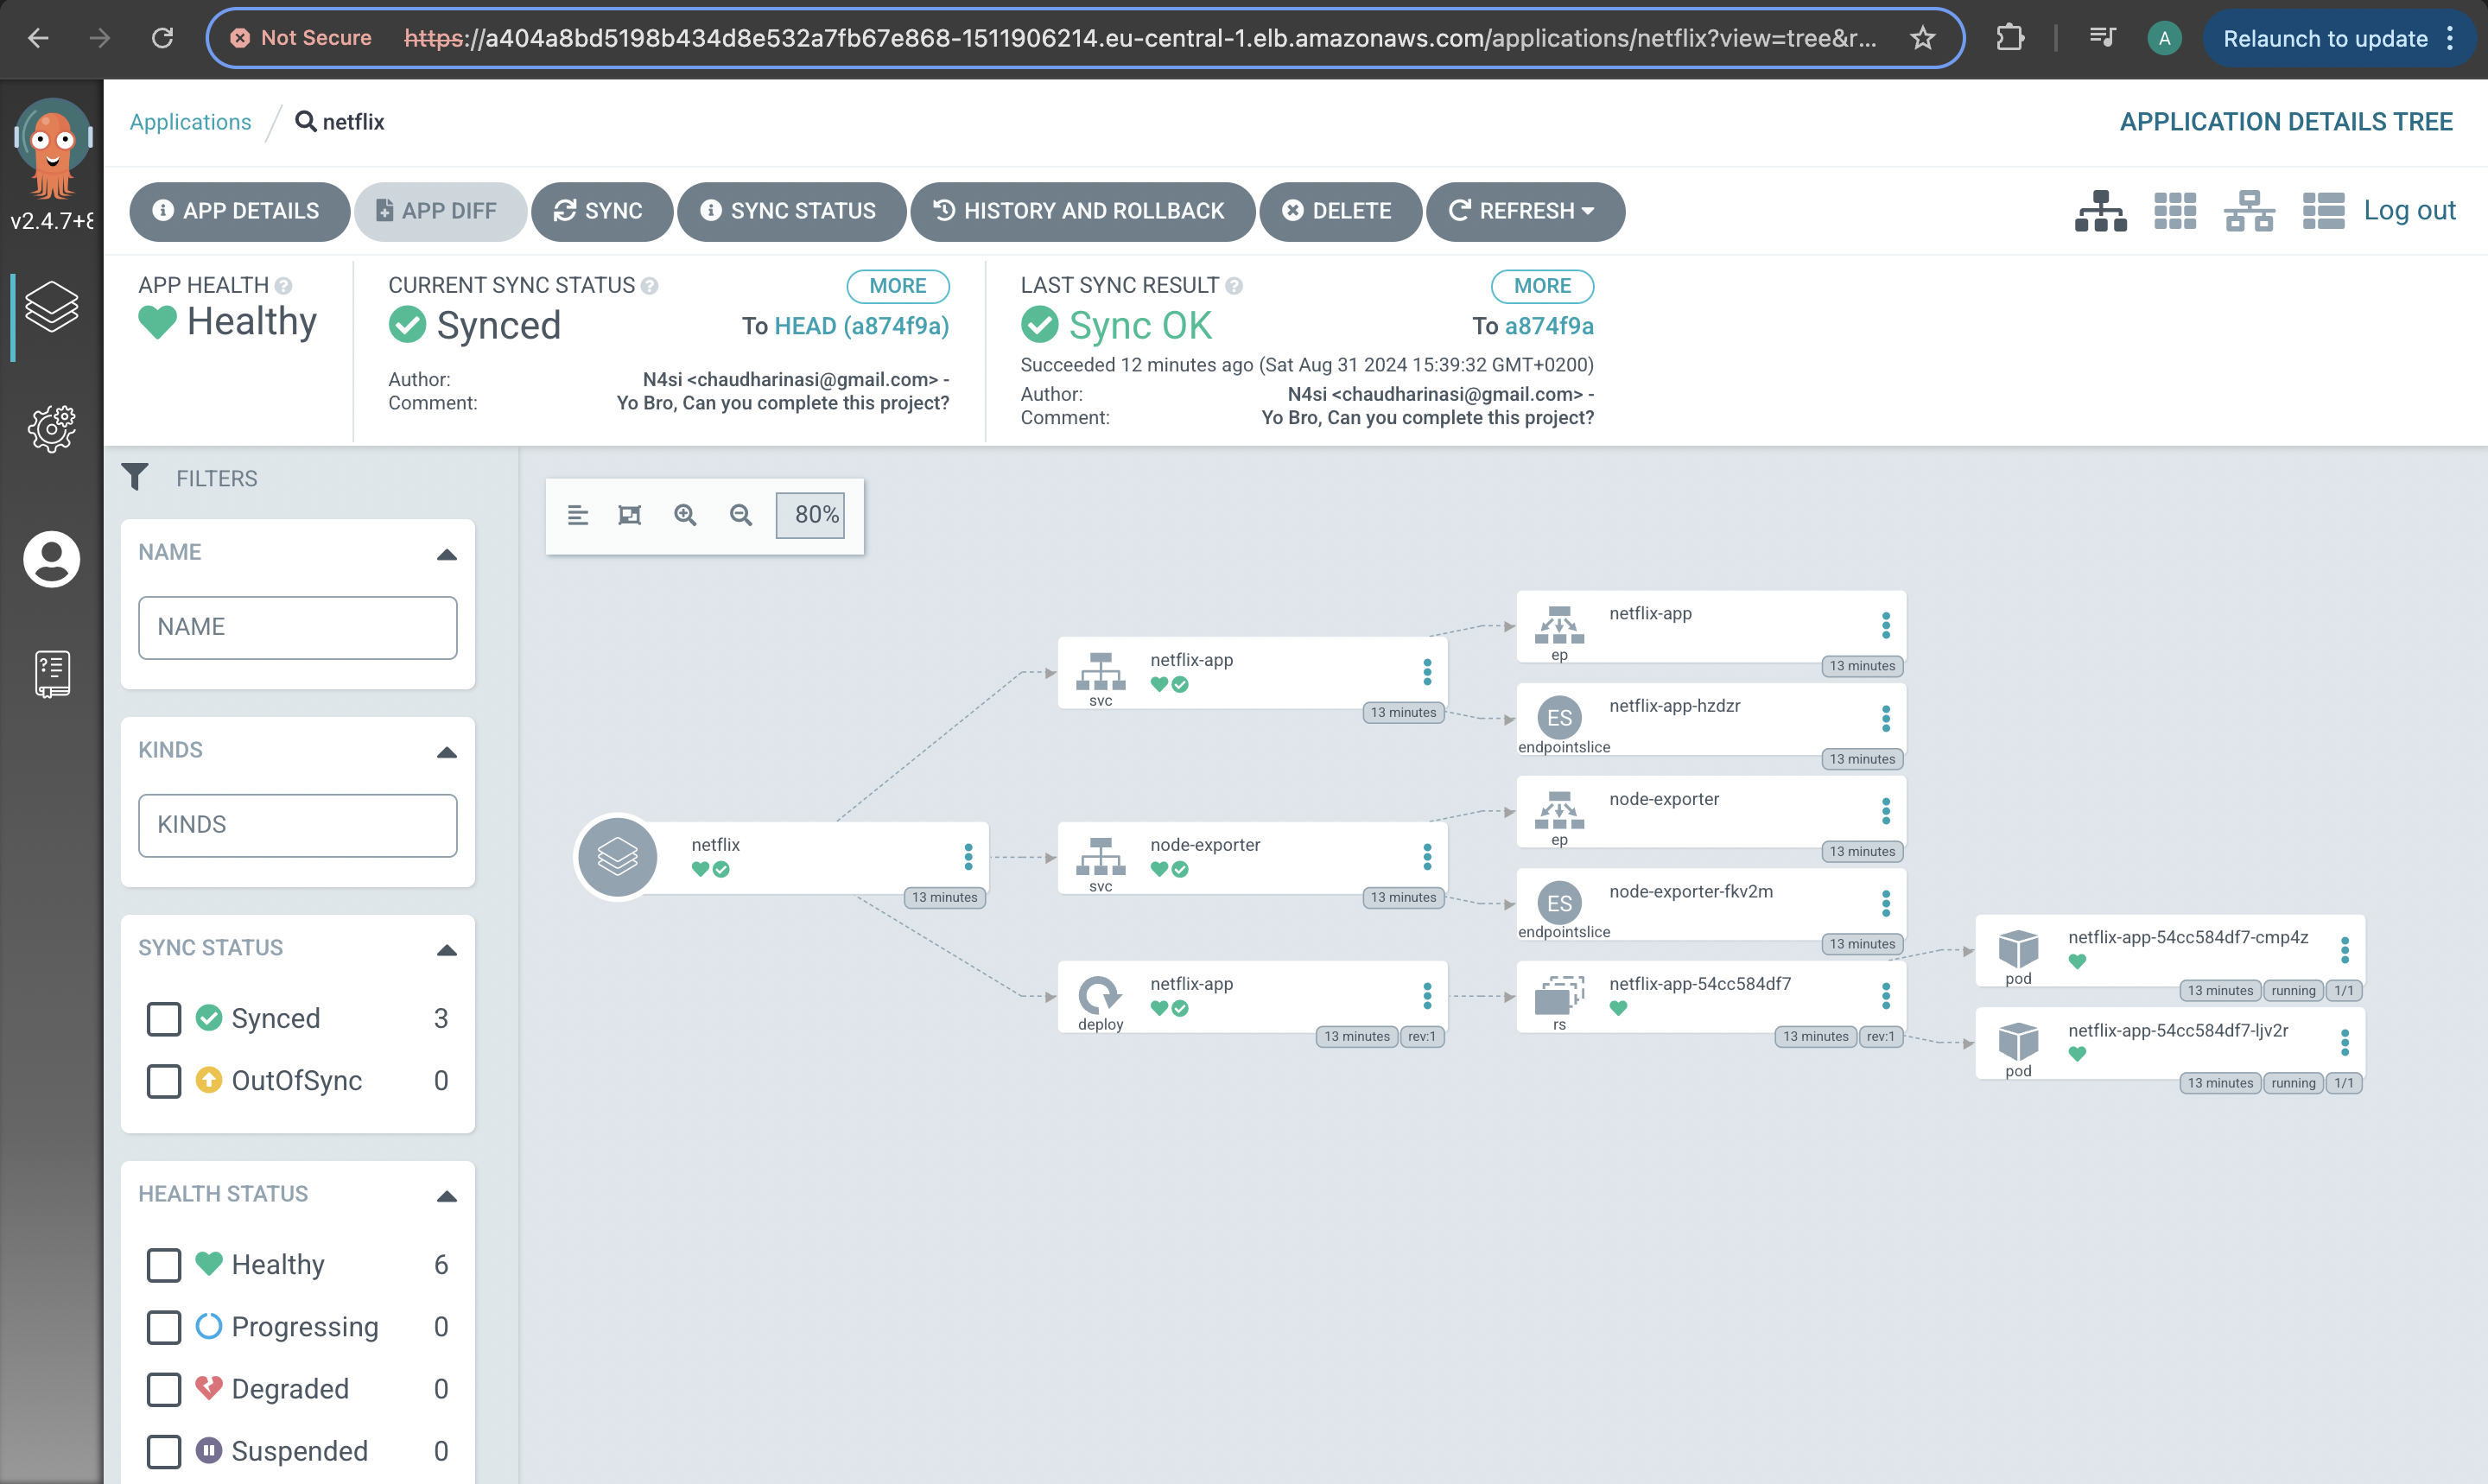 Not Secure https://a404a8bd5198b434d8e532a7fb67e868-1511906214.eu-central-1.elb.amazonaws.com/applications/netflix?view=tree&r... A Relaunch to update
v2.4.7+8
Applications / netflix APPLICATION DETAILS TREE
APP DETAILS APP DIFF SYNC SYNC STATUS HISTORY AND ROLLBACK DELETE REFRESH Log out
APP HEALTH
Healthy
CURRENT SYNC STATUS MORE
Synced To HEAD (a874f9a)
Author: N4si <chaudharinasi@gmail.com> -
Comment: Yo Bro, Can you complete this project?
LAST SYNC RESULT MORE
Sync OK To a874f9a
Succeeded 12 minutes ago (Sat Aug 31 2024 15:39:32 GMT+0200)
Author: N4si <chaudharinasi@gmail.com> -
Comment: Yo Bro, Can you complete this project?
FILTERS
NAME
NAME
KINDS
KINDS
SYNC STATUS
Synced 3
OutOfSync 0
HEALTH STATUS
Healthy 6
Progressing 0
Degraded 0
Suspended 0
80%
netflix
13 minutes
netflix-app
svc
13 minutes
node-exporter
svc
13 minutes
netflix-app
deploy
13 minutes rev:1
netflix-app
ep
13 minutes
netflix-app-hzdzr
ES
endpointslice
13 minutes
node-exporter
ep
13 minutes
node-exporter-fkv2m
ES
endpointslice
13 minutes
netflix-app-54cc584df7
rs
13 minutes rev:1
netflix-app-54cc584df7-cmp4z
pod
13 minutes running 1/1
netflix-app-54cc584df7-ljv2r
pod
13 minutes running 1/1